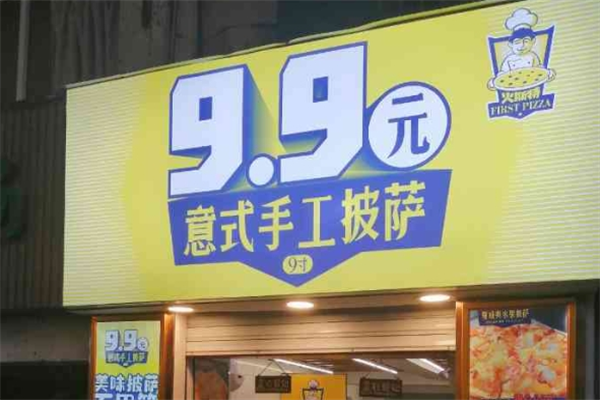 9.9元
意式手工披萨
9寸
火斯特
FIRST PIZZA
9.9元
意式手工披萨
美味披萨